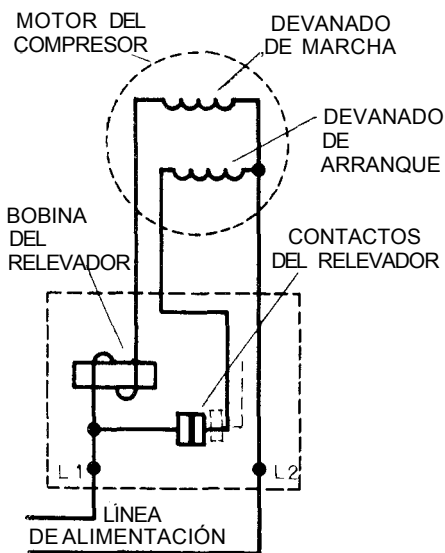 MOTOR DEL
COMPRESOR
DEVANADO
DE MARCHA
DEVANADO
DE
ARRANQUE
BOBINA
DEL
RELEVADOR
CONTACTOS
DEL RELEVADOR
L1
L2
LÍNEA
DE ALIMENTACIÓN